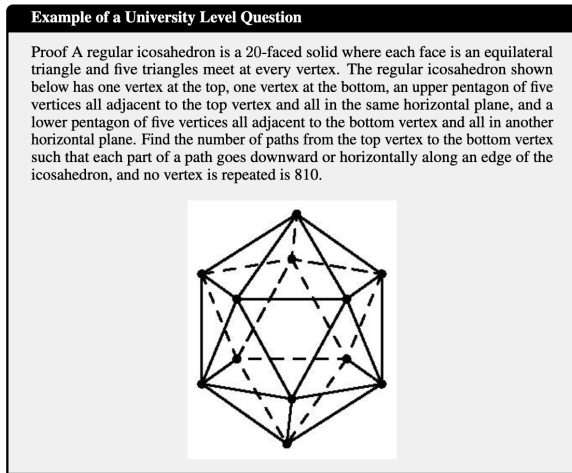 Example of a University Level Question
Proof A regular icosahedron is a 20-faced solid where each face is an equilateral
triangle and five triangles meet at every vertex. The regular icosahedron shown
below has one vertex at the top, one vertex at the bottom, an upper pentagon of five
vertices all adjacent to the top vertex and all in the same horizontal plane, and a
lower pentagon of five vertices all adjacent to the bottom vertex and all in another
horizontal plane. Find the number of paths from the top vertex to the bottom vertex
such that each part of a path goes downward or horizontally along an edge of the
icosahedron, and no vertex is repeated is 810.